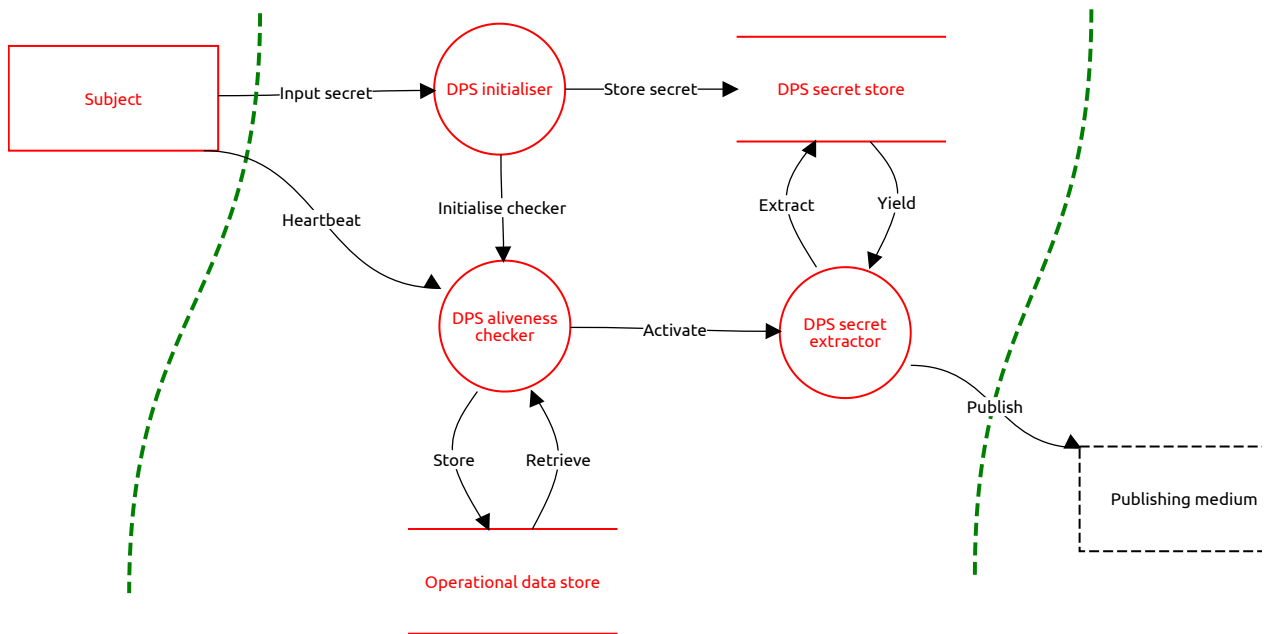 Subject
Input secret
DPS initialiser
Store secret
DPS secret store
Heartbeat
Initialise checker
Extract
Yield
DPS aliveness
checker
Activate
DPS secret
extractor
Publish
Store
Retrieve
Publishing medium
Operational data store